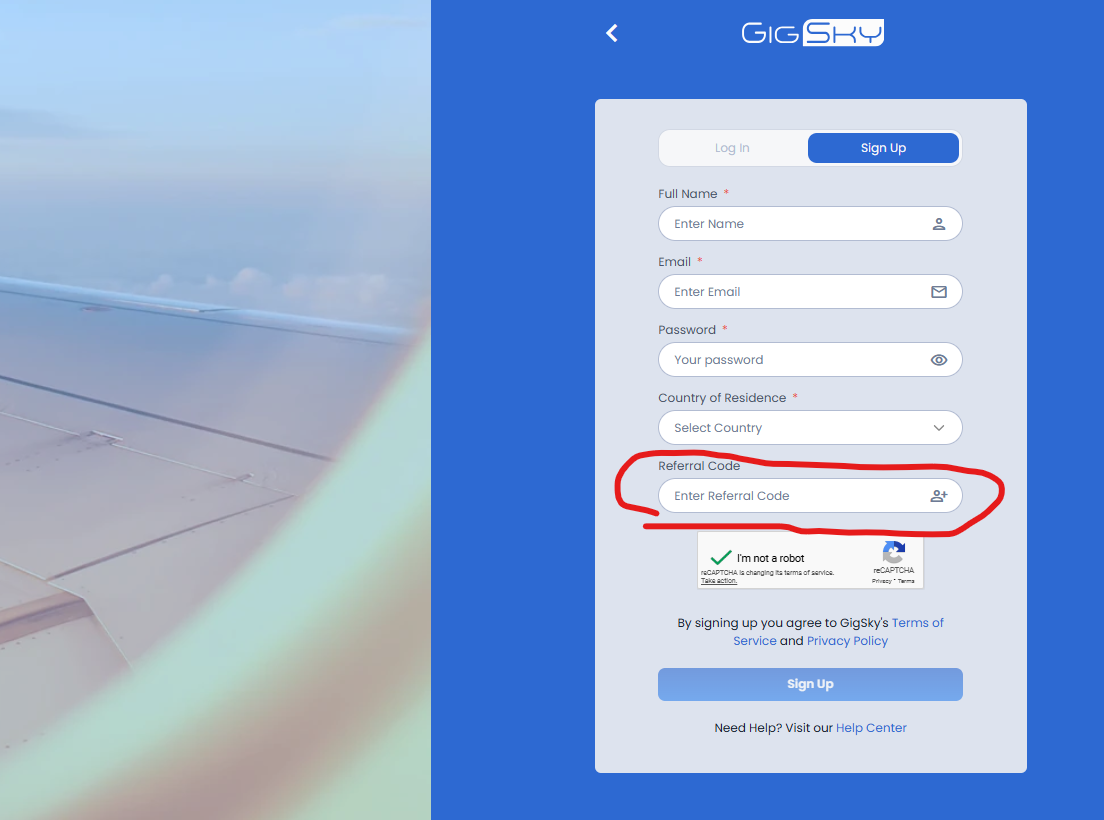 GigSky
Log In
Sign Up
Full Name *
Enter Name
Email *
Enter Email
Password *
Your password
Country of Residence *
Select Country
Referral Code
Enter Referral Code
I'm not a robot
reCAPTCHA is changing its terms of service.
Take action.
reCAPTCHA
Privacy - Terms
By signing up you agree to GigSky's Terms of
Service and Privacy Policy
Sign Up
Need Help? Visit our Help Center